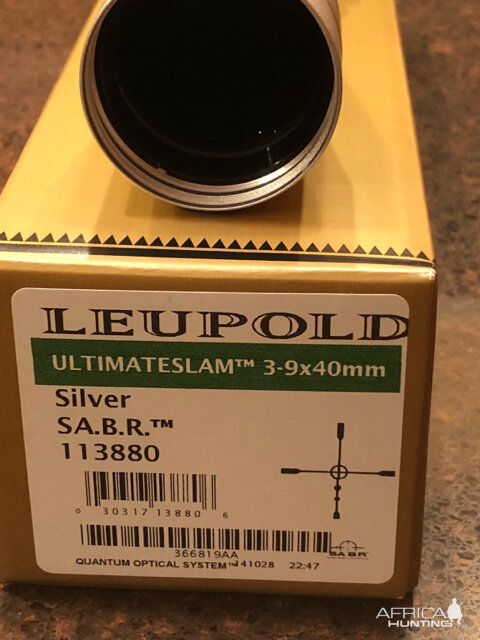 LEUPOLD
ULTIMATESLAM™ 3-9x40mm
Silver
SA.B.R.™
113880
0 30317 13880 6
366819AA
SA.B.R.
QUANTUM OPTICAL SYSTEM™ 41028 22:47
AFRICA
HUNTING